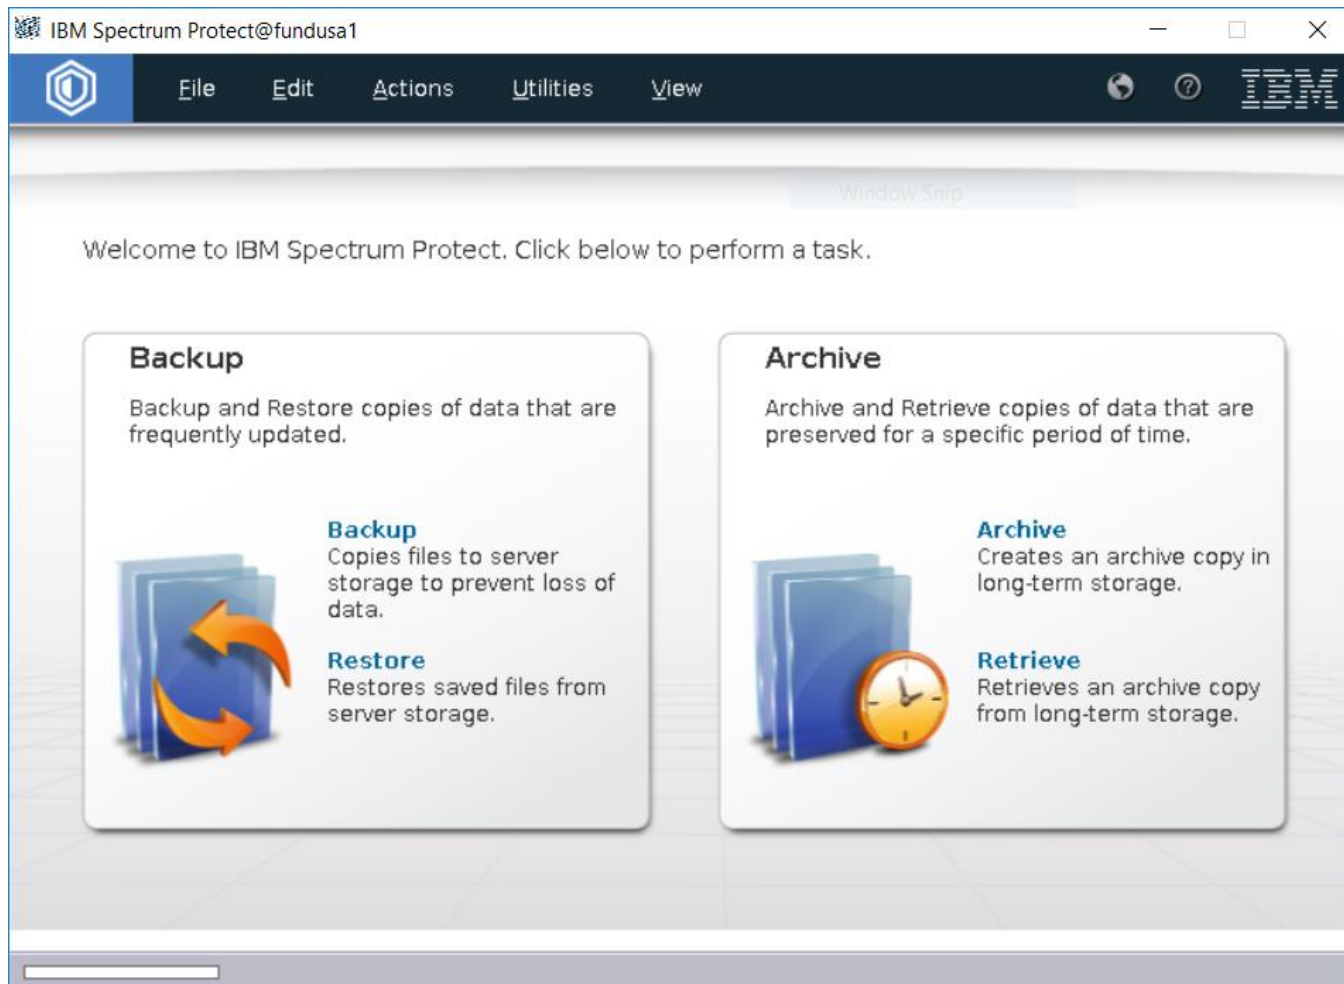 IBM Spectrum Protect@fundusa1
File Edit Actions Utilities View IBM
Window Snip
Welcome to IBM Spectrum Protect. Click below to perform a task.
Backup
Backup and Restore copies of data that are
frequently updated.
Backup
Copies files to server
storage to prevent loss of
data.
Restore
Restores saved files from
server storage.
Archive
Archive and Retrieve copies of data that are
preserved for a specific period of time.
Archive
Creates an archive copy in
long-term storage.
Retrieve
Retrieves an archive copy
from long-term storage.